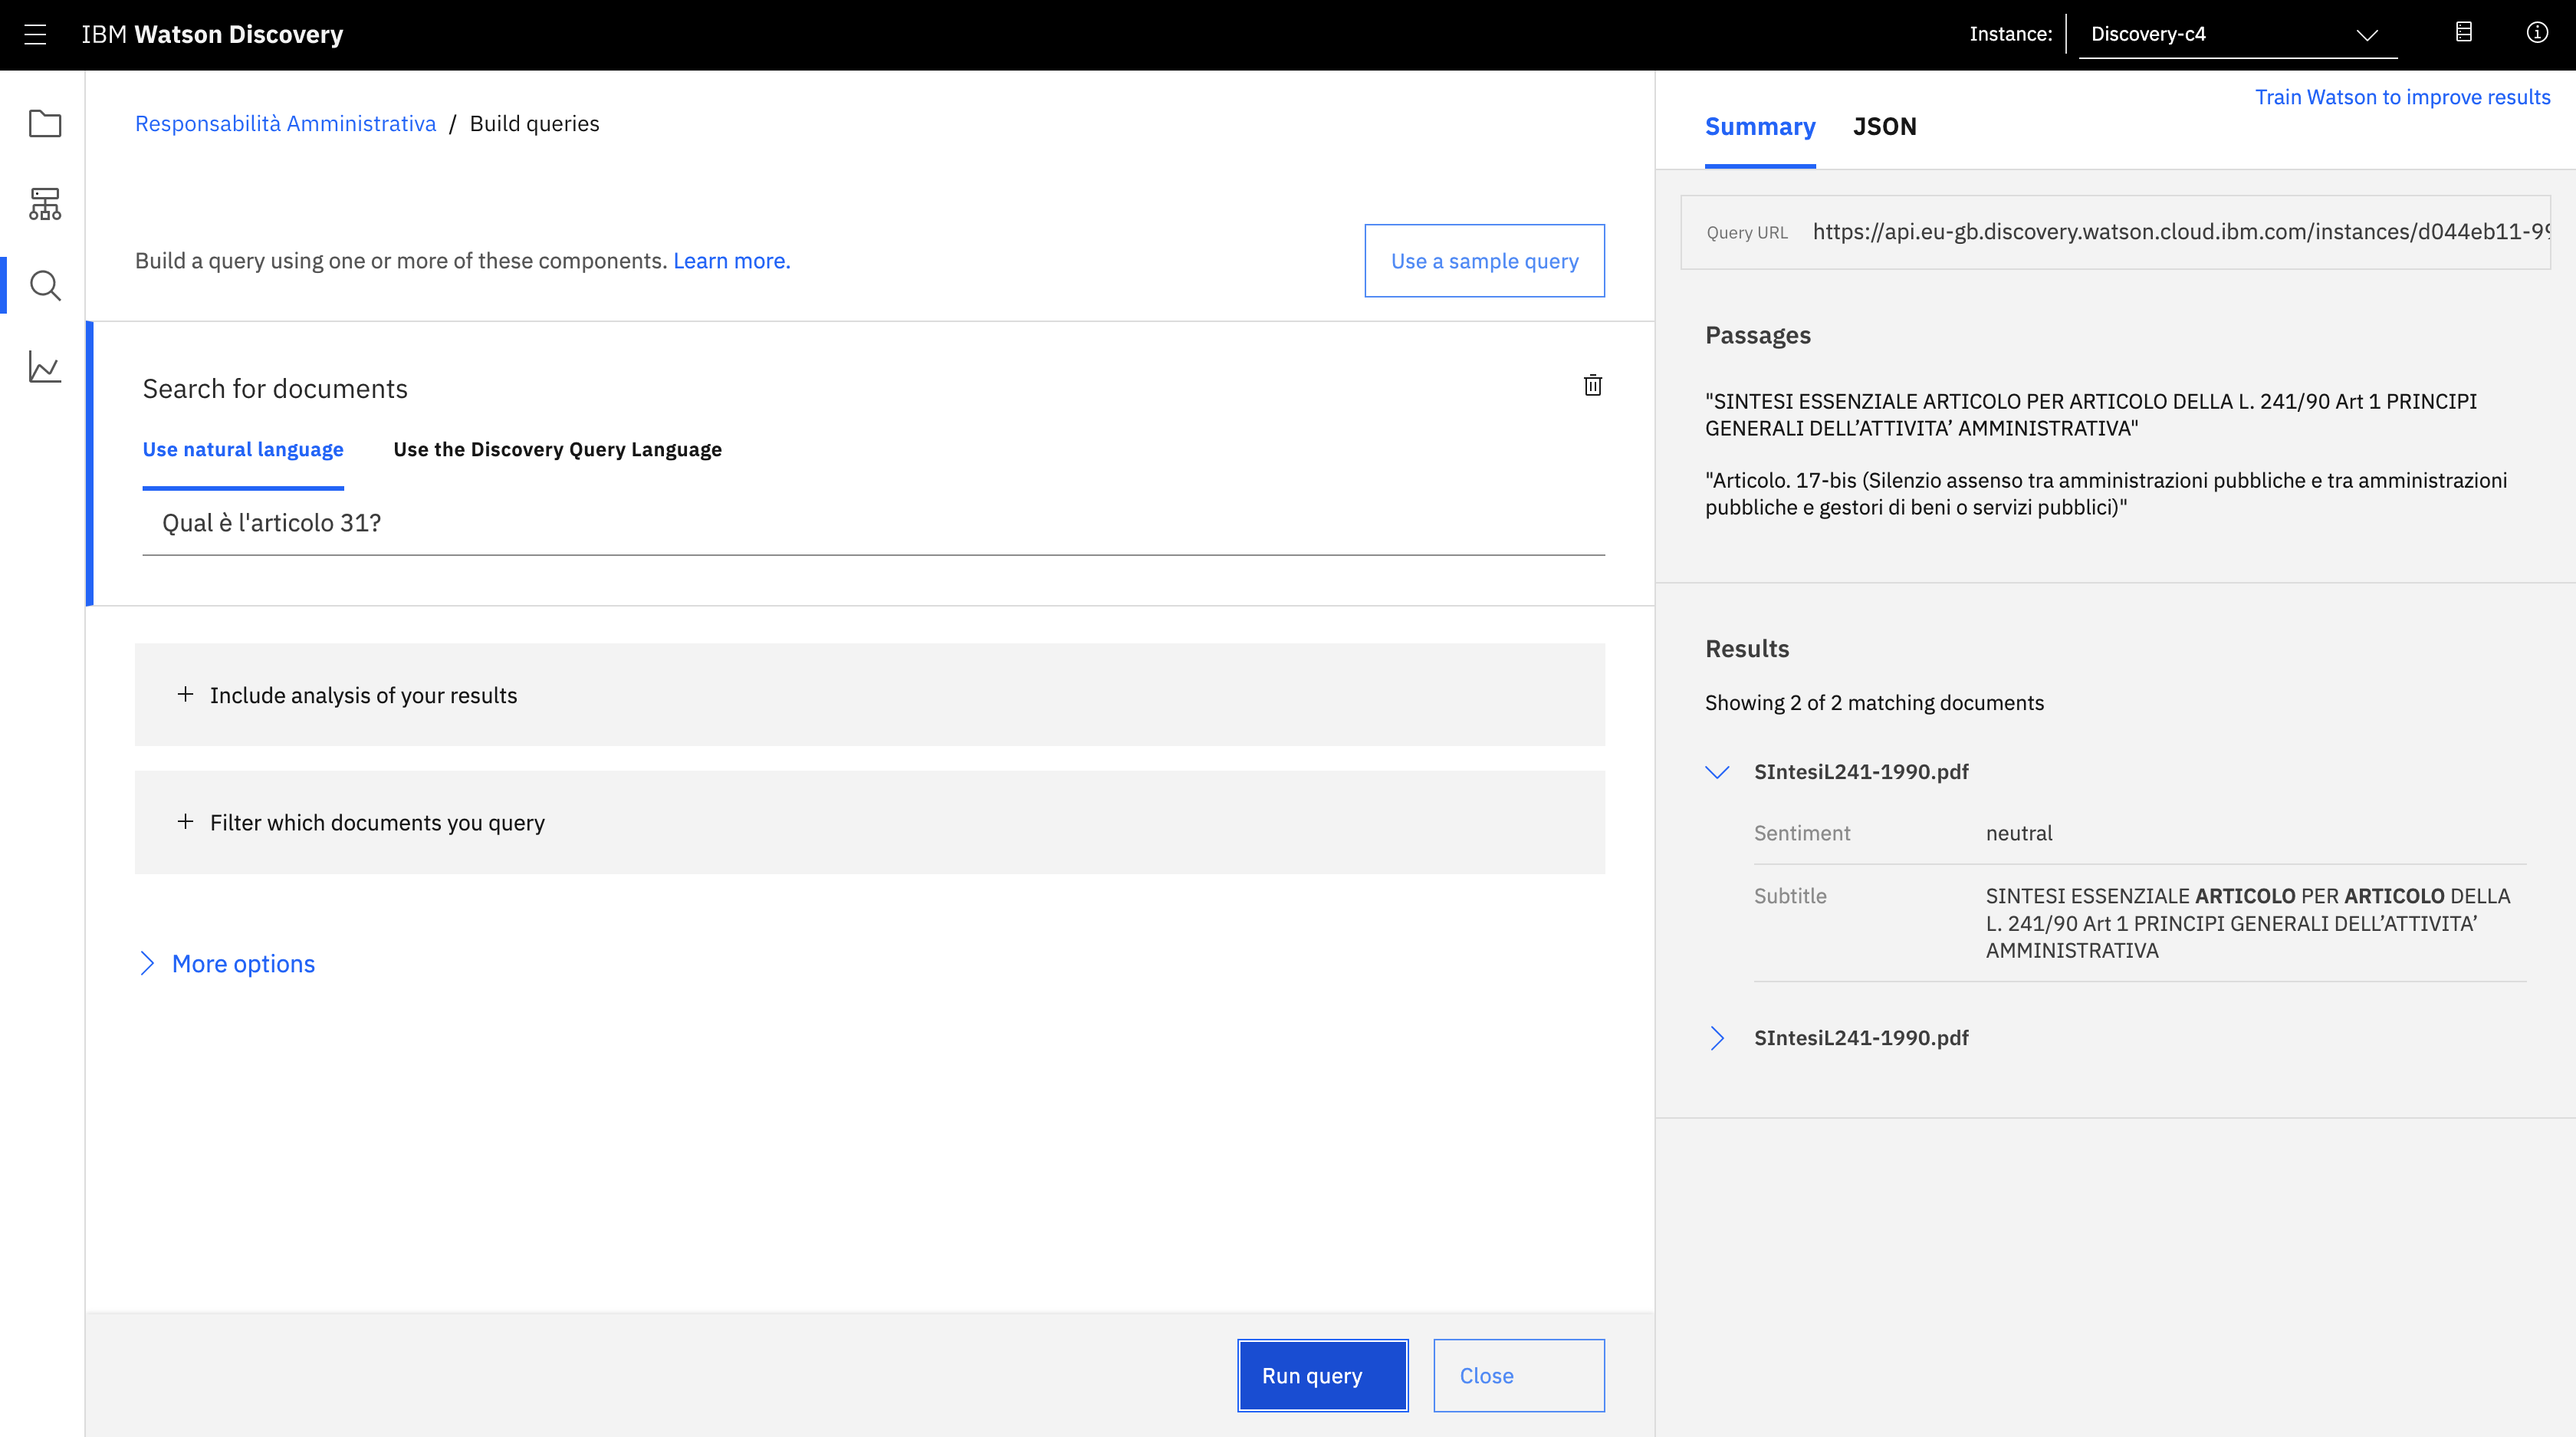 IBM Watson Discovery
Instance:
Discovery-c4
Responsabilità Amministrativa / Build queries
Build a query using one or more of these components. Learn more.
Use a sample query
Search for documents
Use natural language
Use the Discovery Query Language
Qual è l'articolo 31?
Include analysis of your results
Filter which documents you query
More options
Run query
Close
Train Watson to improve results
Summary
JSON
Query URL https://api.eu-gb.discovery.watson.cloud.ibm.com/instances/d044eb11-99
Passages
"SINTESI ESSENZIALE ARTICOLO PER ARTICOLO DELLA L. 241/90 Art 1 PRINCIPI
GENERALI DELL’ATTIVITA’ AMMINISTRATIVA"
"Articolo. 17-bis (Silenzio assenso tra amministrazioni pubbliche e tra amministrazioni
pubbliche e gestori di beni o servizi pubblici)"
Results
Showing 2 of 2 matching documents
SIntesiL241-1990.pdf
Sentiment
neutral
Subtitle
SINTESI ESSENZIALE ARTICOLO PER ARTICOLO DELLA
L. 241/90 Art 1 PRINCIPI GENERALI DELL’ATTIVITA’
AMMINISTRATIVA
SIntesiL241-1990.pdf